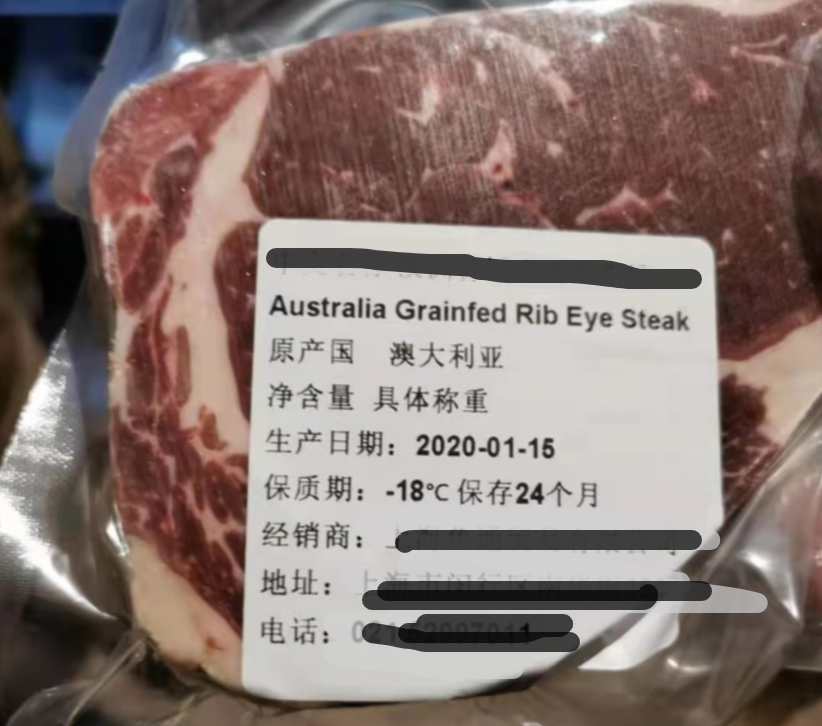 Australia Grainfed Rib Eye Steak
原产国 澳大利亚
净含量 具体称重
生产日期：2020-01-15
保质期：-18℃ 保存24个月
经销商：
地址：
电话：